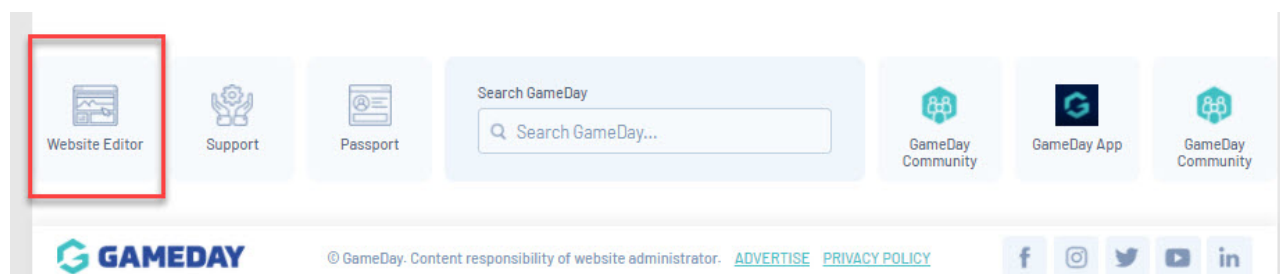 Website Editor
Support
Passport
Search GameDay
Search GameDay...
GameDay
Community
GameDay App
GameDay
Community
GAMEDAY
© GameDay. Content responsibility of website administrator. ADVERTISE PRIVACY POLICY